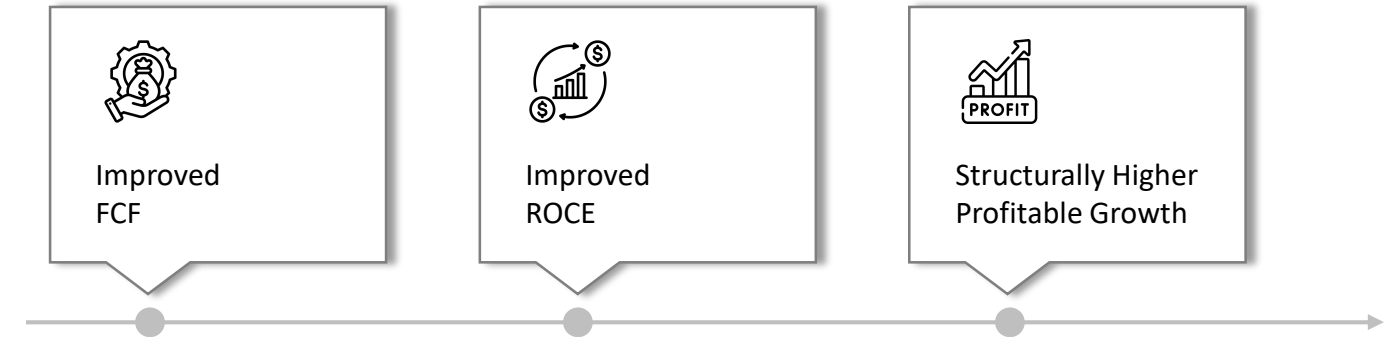 $
Improved
FCF
$
$
Improved
ROCE
PROFIT
Structurally Higher
Profitable Growth